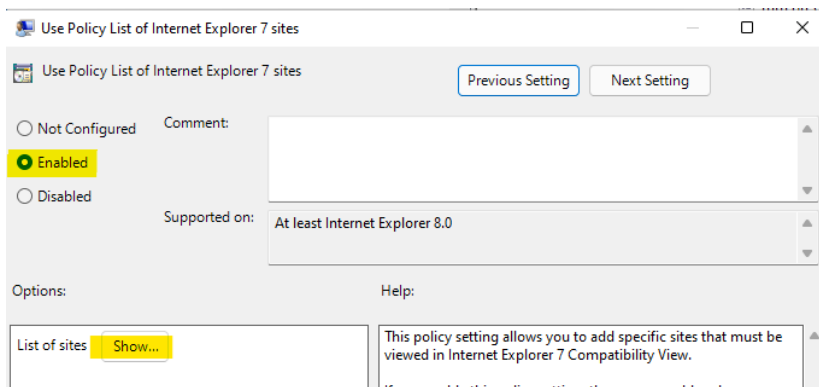 Use Policy List of Internet Explorer 7 sites
Use Policy List of Internet Explorer 7 sites
Previous Setting
Next Setting
Not Configured
Comment:
Enabled
Disabled
Supported on:
At least Internet Explorer 8.0
Options:
Help:
List of sites
Show...
This policy setting allows you to add specific sites that must be
viewed in Internet Explorer 7 Compatibility View.